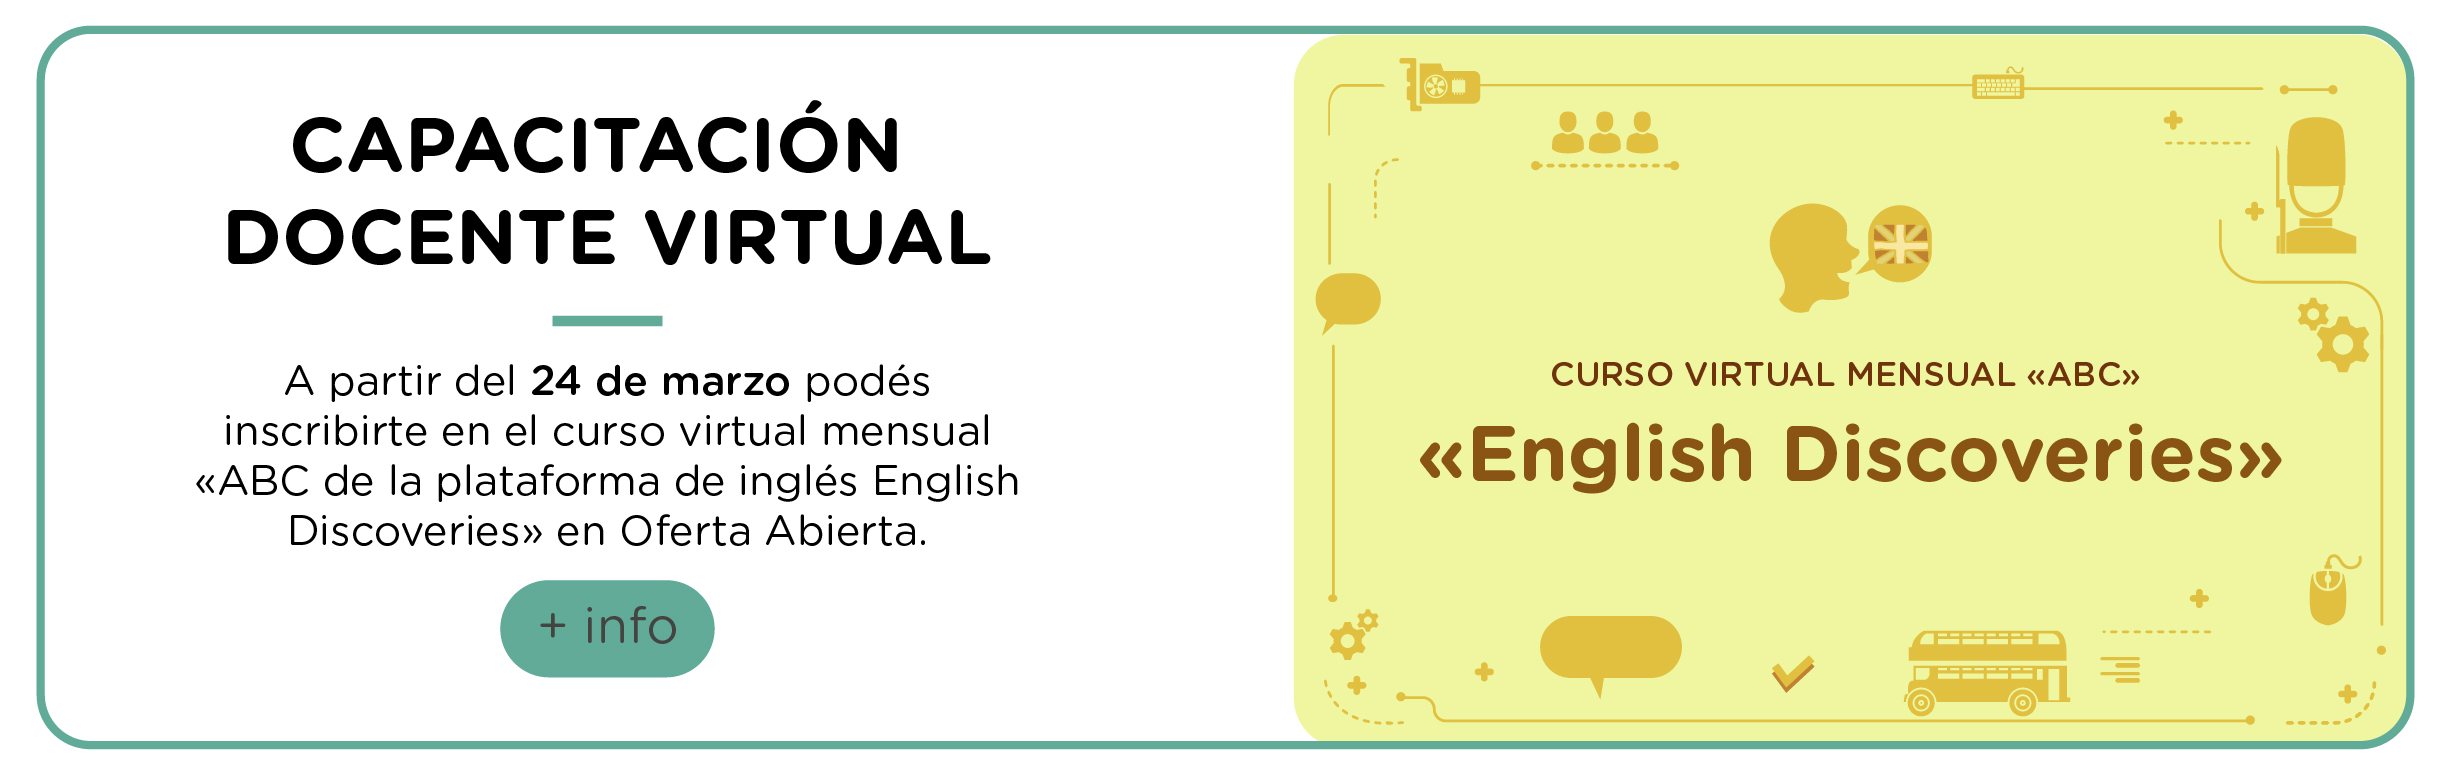 CAPACITACIÓN
DOCENTE VIRTUAL
A partir del 24 de marzo podés
inscribirte en el curso virtual mensual
«ABC de la plataforma de inglés English
Discoveries» en Oferta Abierta.
+ info
CURSO VIRTUAL MENSUAL «ABC»
«English Discoveries»